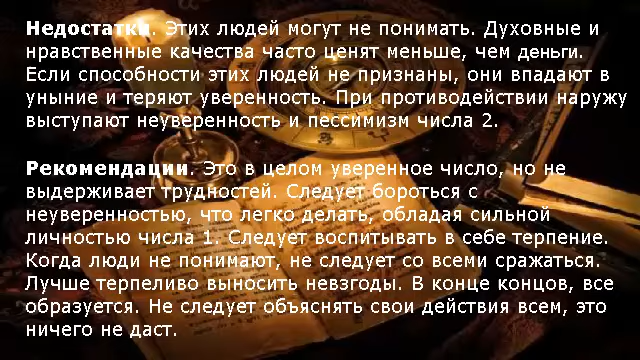 Недостатки. Этих людей могут не понимать. Духовные и
нравственные качества часто ценят меньше, чем деньги.
Если способности этих людей не признаны, они впадают в
уныние и теряют уверенность. При противодействии наружу
выступают неуверенность и пессимизм числа 2.
Рекомендации. Это в целом уверенное число, но не
выдерживает трудностей. Следует бороться с
неуверенностью, что легко делать, обладая сильной
личностью числа 1. Следует воспитывать в себе терпение.
Когда люди не понимают, не следует со всеми сражаться.
Лучше терпеливо выносить невзгоды. В конце концов, все
образуется. Не следует объяснять свои действия всем, это
ничего не даст.